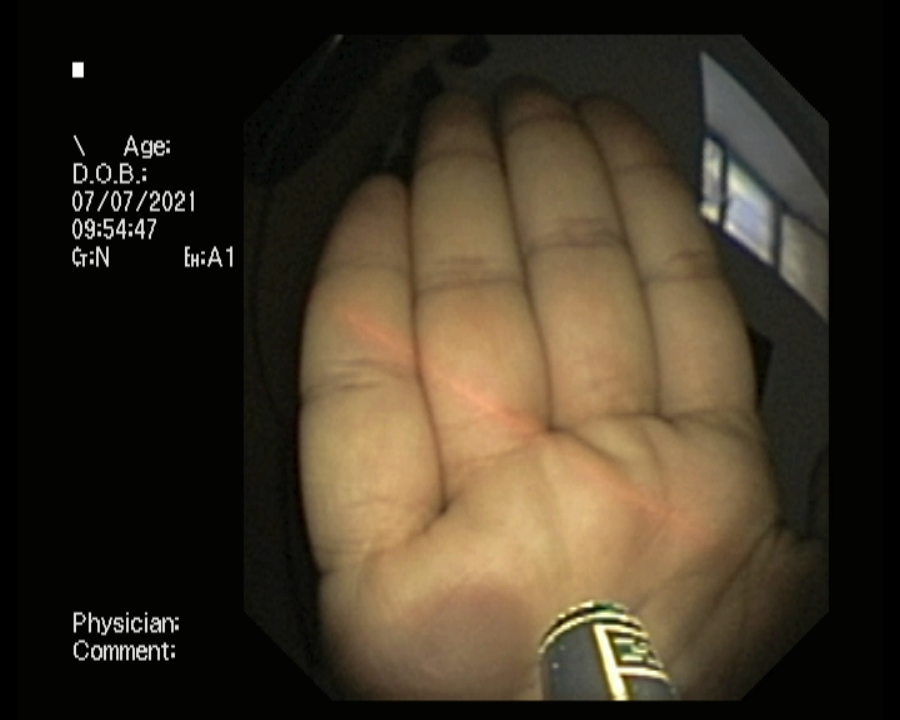 \ Age:
D.O.B.:
07/07/2021
09:54:47
Cr:N EH:A1
Physician:
Comment: